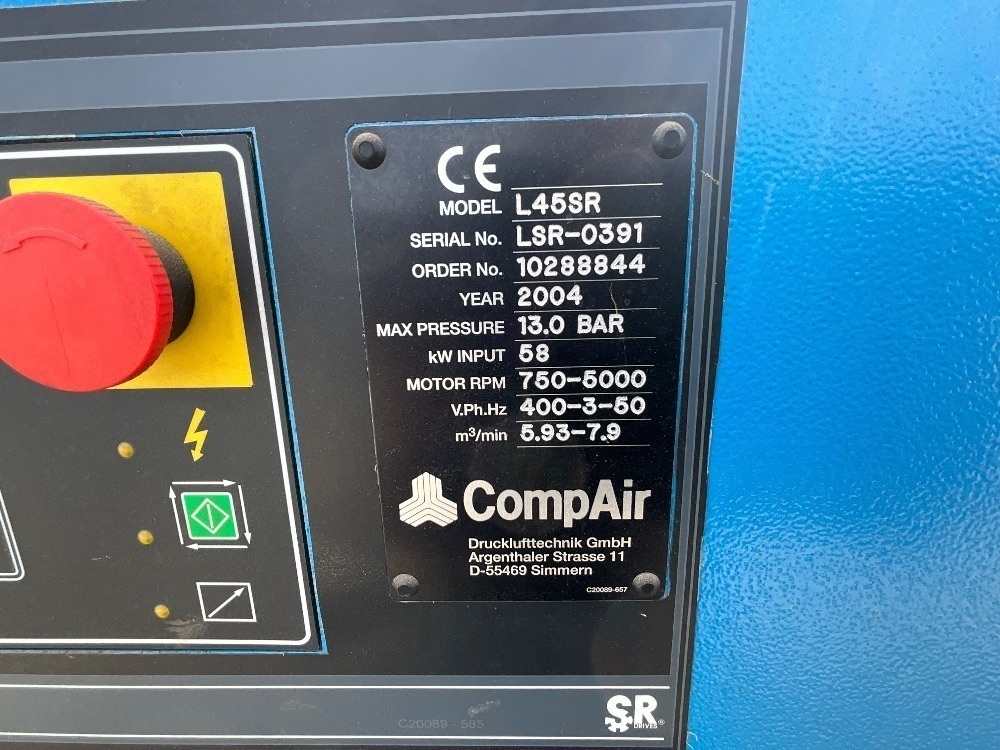 CE
MODEL L45SR
SERIAL No. LSR-0391
ORDER No. 10288844
YEAR 2004
MAX PRESSURE 13.0 BAR
kW INPUT 58
MOTOR RPM 750-5000
V.Ph.Hz 400-3-50
m³/min 5.93-7.9
CompAir
Drucklufttechnik GmbH
Argenthaler Strasse 11
D-55469 Simmern
C20089-657
C20089 - 585
SR
DRIVES®